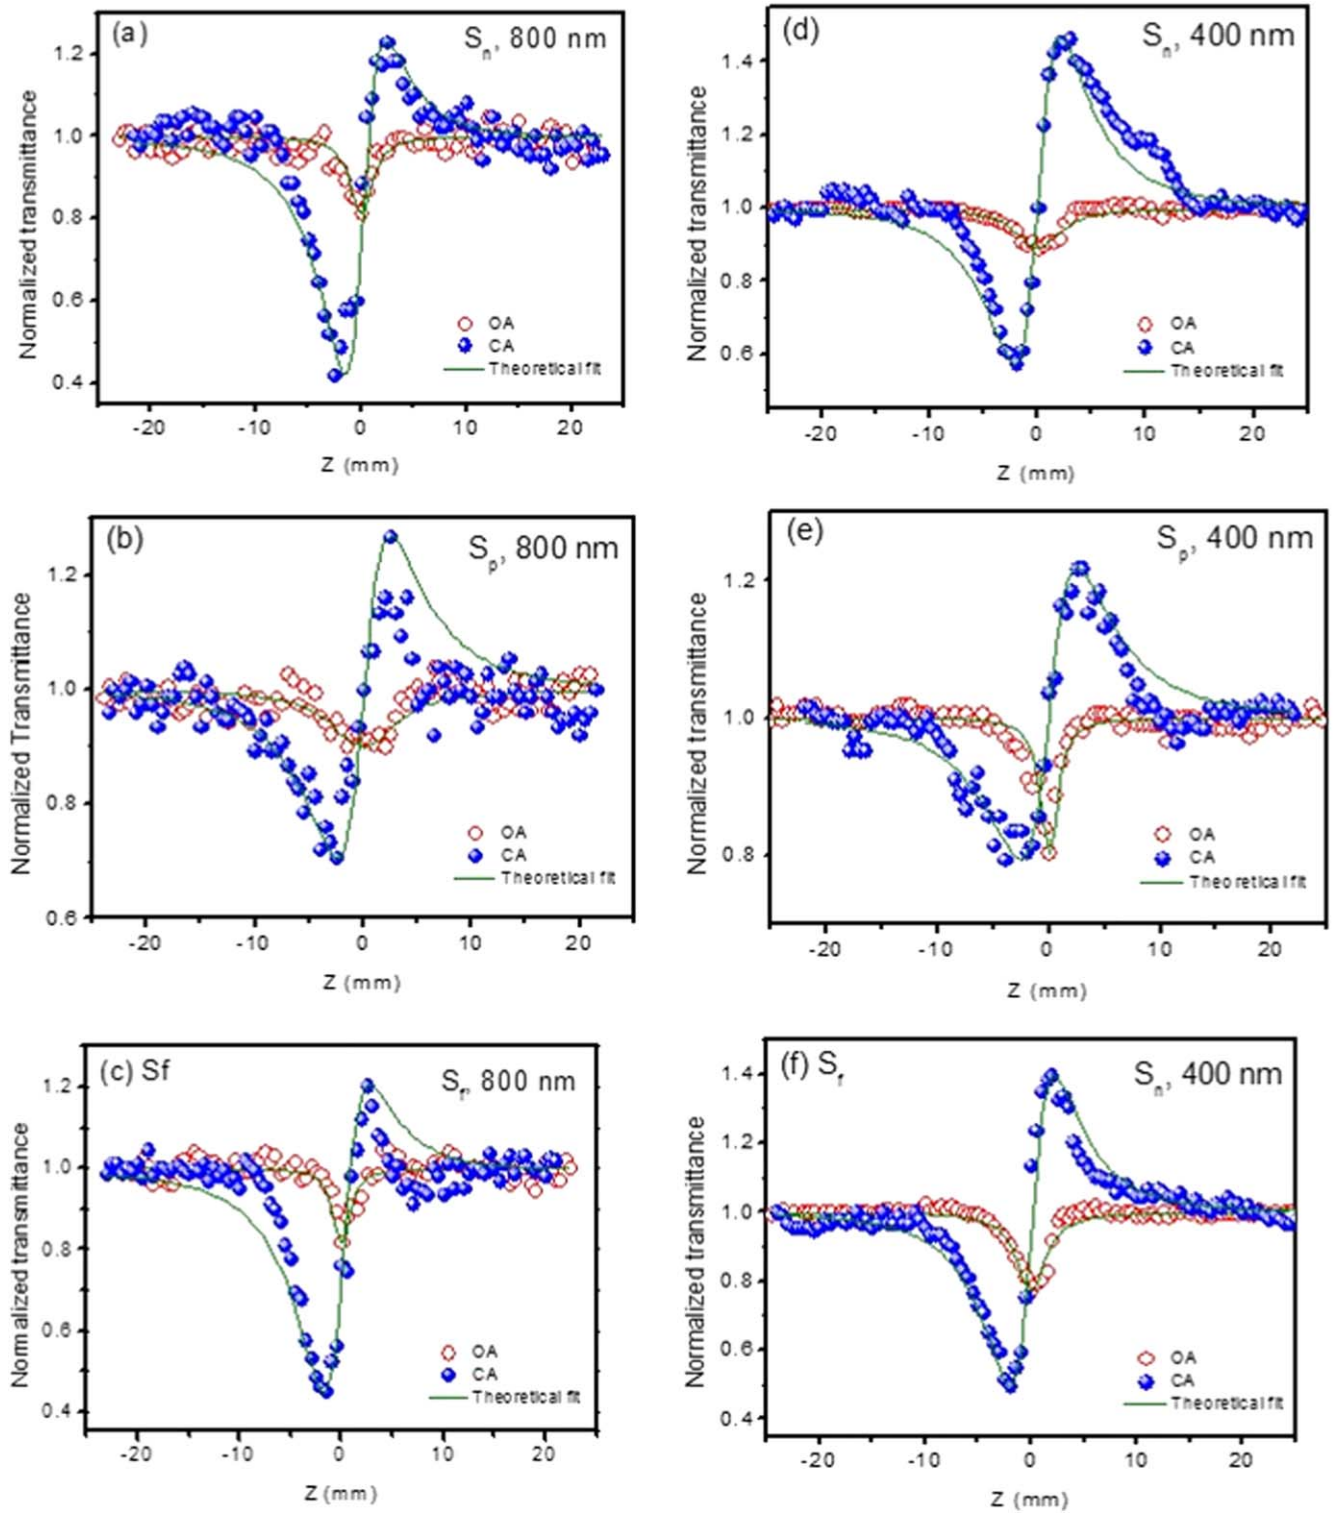 (a)
Sn, 800 nm
Normalized transmittance
1.2
1.0
0.8
0.6
0.4
OA
CA
Theoretical fit
-20 -10 0 10 20
Z (mm)
(d)
Sn, 400 nm
Normalized transmittance
1.4
1.2
1.0
0.8
0.6
OA
CA
Theoretical fit
-20 -10 0 10 20
Z (mm)
(b)
Sp, 800 nm
Normalized Transmittance
1.2
1.0
0.8
0.6
OA
CA
Theoretical fit
-20 -10 0 10 20
Z (mm)
(e)
Sp, 400 nm
Normalized transmittance
1.2
1.0
0.8
OA
CA
Theoretical fit
-20 -10 0 10 20
Z (mm)
(c) Sf
Sf, 800 nm
Normalized transmittance
1.2
1.0
0.8
0.6
0.4
OA
CA
Theoretical fit
-20 -10 0 10 20
Z (mm)
(f) Sf
Sn, 400 nm
Normalized transmittance
1.4
1.2
1.0
0.8
0.6
0.4
OA
CA
Theoretical fit
-20 -10 0 10 20
Z (mm)